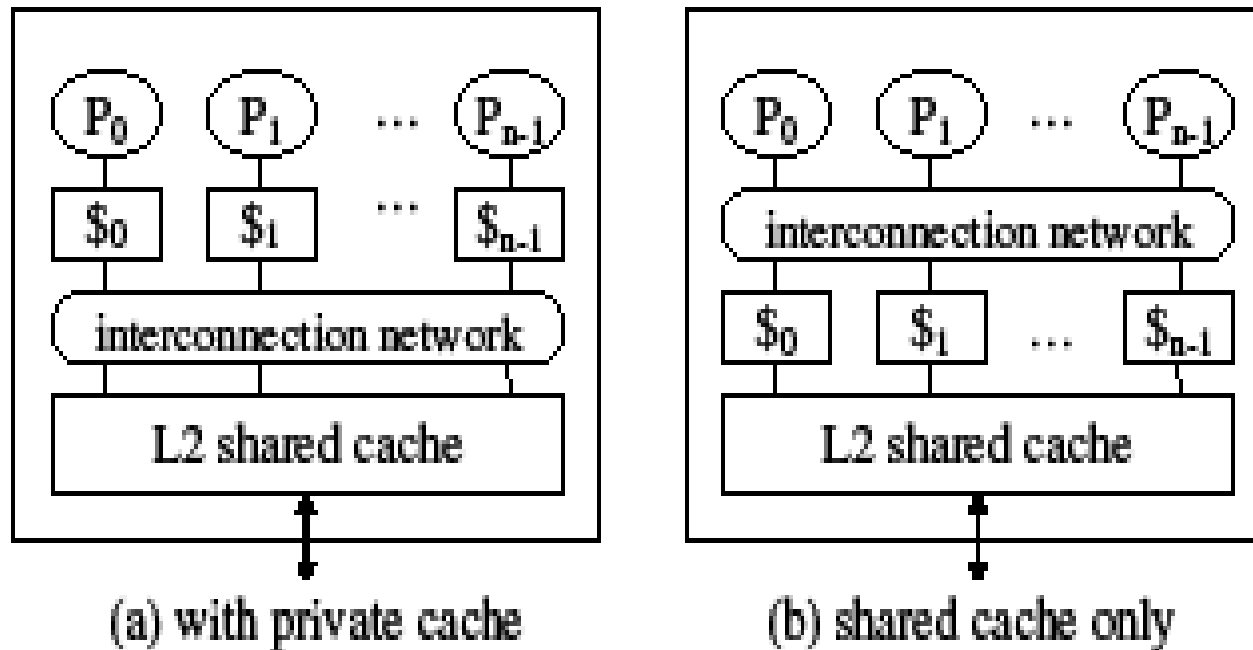 P0 P1 ... Pn-1
$0 $1 ... $n-1
interconnection network
L2 shared cache
(a) with private cache
P0 P1 ... Pn-1
interconnection network
$0 $1 ... $n-1
L2 shared cache
(b) shared cache only